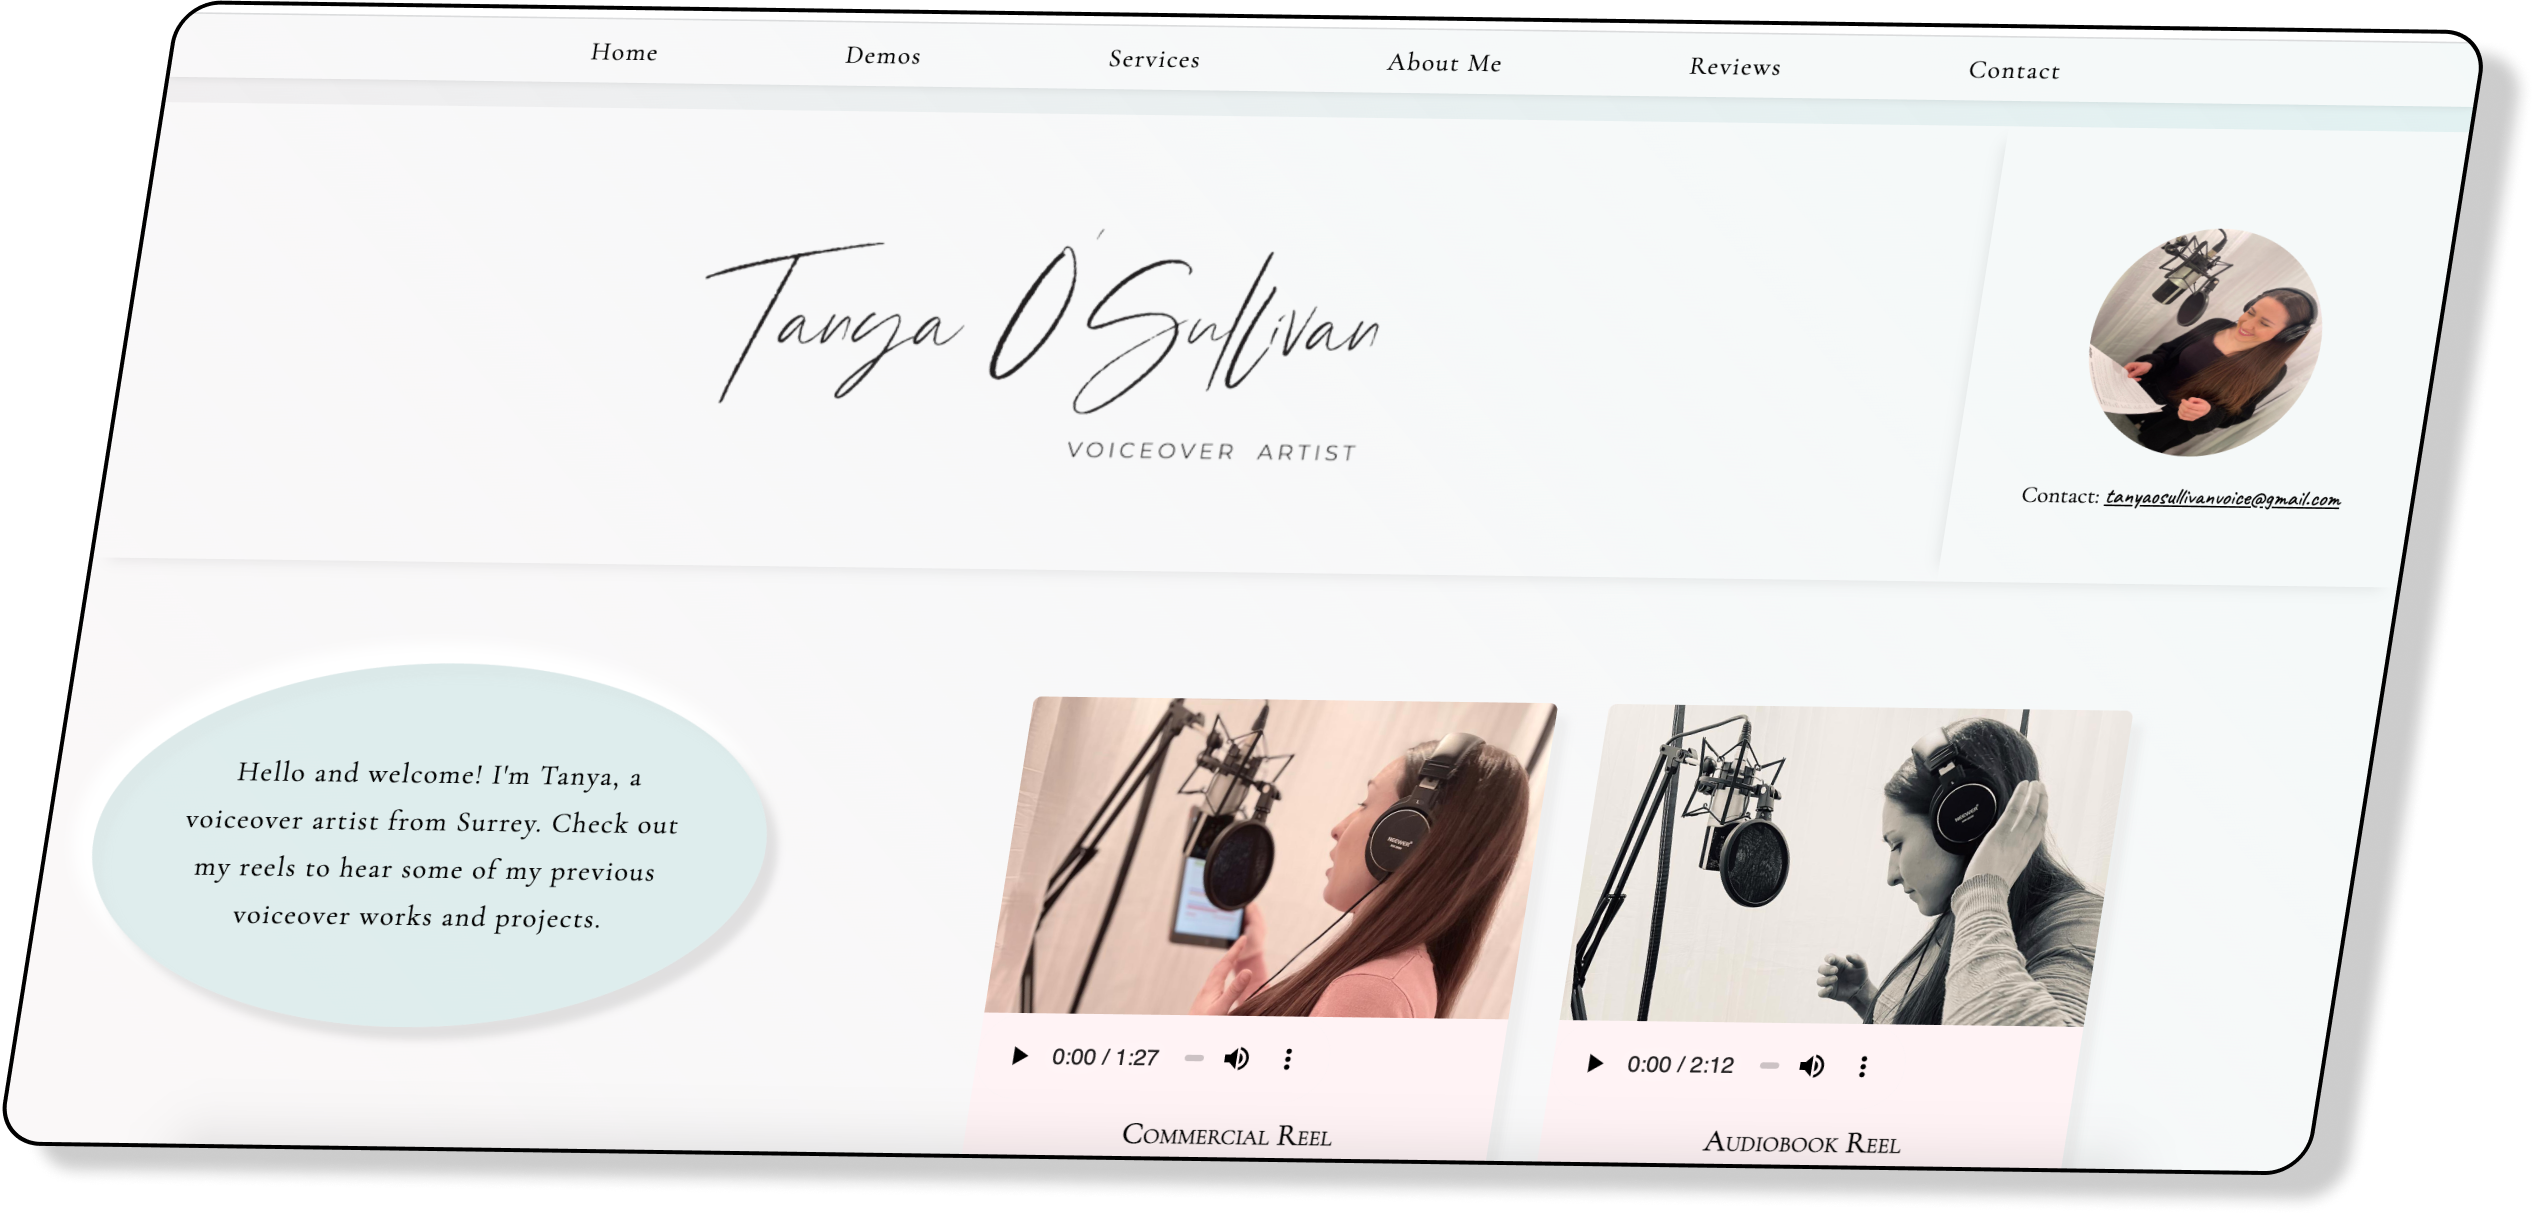 Home Demos Services About Me Reviews Contact
Tanya O'Sullivan
VOICEOVER ARTIST
Contact: tanyaosullivanvoice@gmail.com
Hello and welcome! I'm Tanya, a
voiceover artist from Surrey. Check out
my reels to hear some of my previous
voiceover works and projects.
NEEWER
NEEWER
0:00 / 1:27
0:00 / 2:12
Commercial Reel
Audiobook Reel